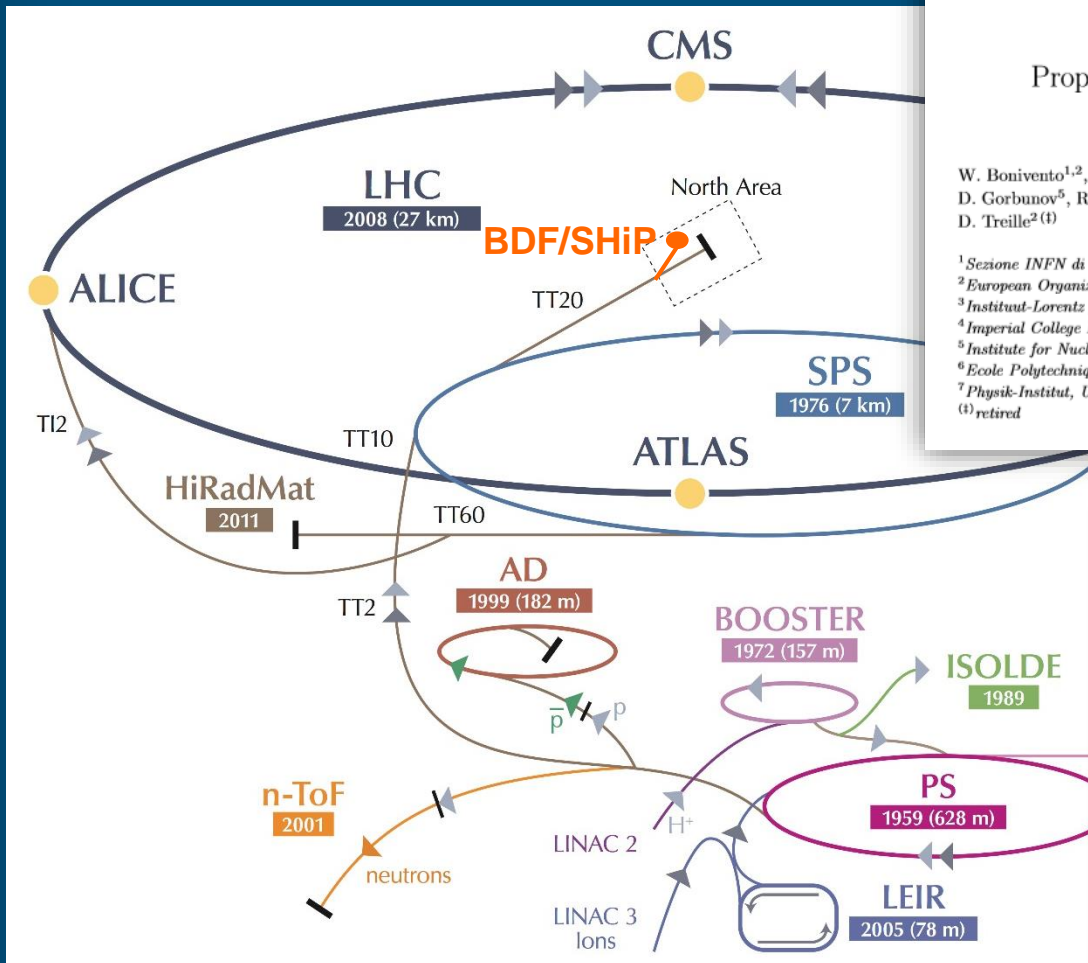 CMS
LHC
2008 (27 km)
North Area
BDF/SHiP
ALICE
TT20
SPS
1976 (7 km)
TI2
TT10
ATLAS
HiRadMat
2011
TT60
AD
1999 (182 m)
TT2
BOOSTER
1972 (157 m)
ISOLDE
1989
p̅
p
n-ToF
2001
PS
1959 (628 m)
LINAC 2
H+
neutrons
LEIR
2005 (78 m)
LINAC 3
Ions
Prop
W. Bonivento1,2,
D. Gorbunov5, R
D. Treille2 (‡)
1Sezione INFN di
2European Organiz
3Instituut-Lorentz
4Imperial College
5Institute for Nucl
6Ecole Polytechniq
7Physik-Institut, U
(‡)retired